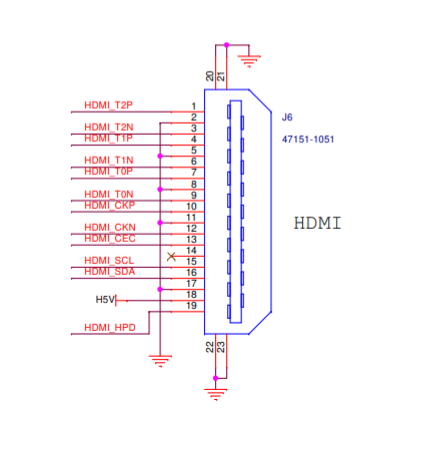 20 21
HDMI_T2P 1
2
HDMI_T2N 3
HDMI_T1P 4
5
HDMI_T1N 6
HDMI_T0P 7
8
HDMI_T0N 9
HDMI_CKP 10
11
HDMI_CKN 12
HDMI_CEC 13
14
HDMI_SCL 15
HDMI_SDA 16
17
H5V 18
19
HDMI_HPD
22 23
J6
47151-1051
HDMI